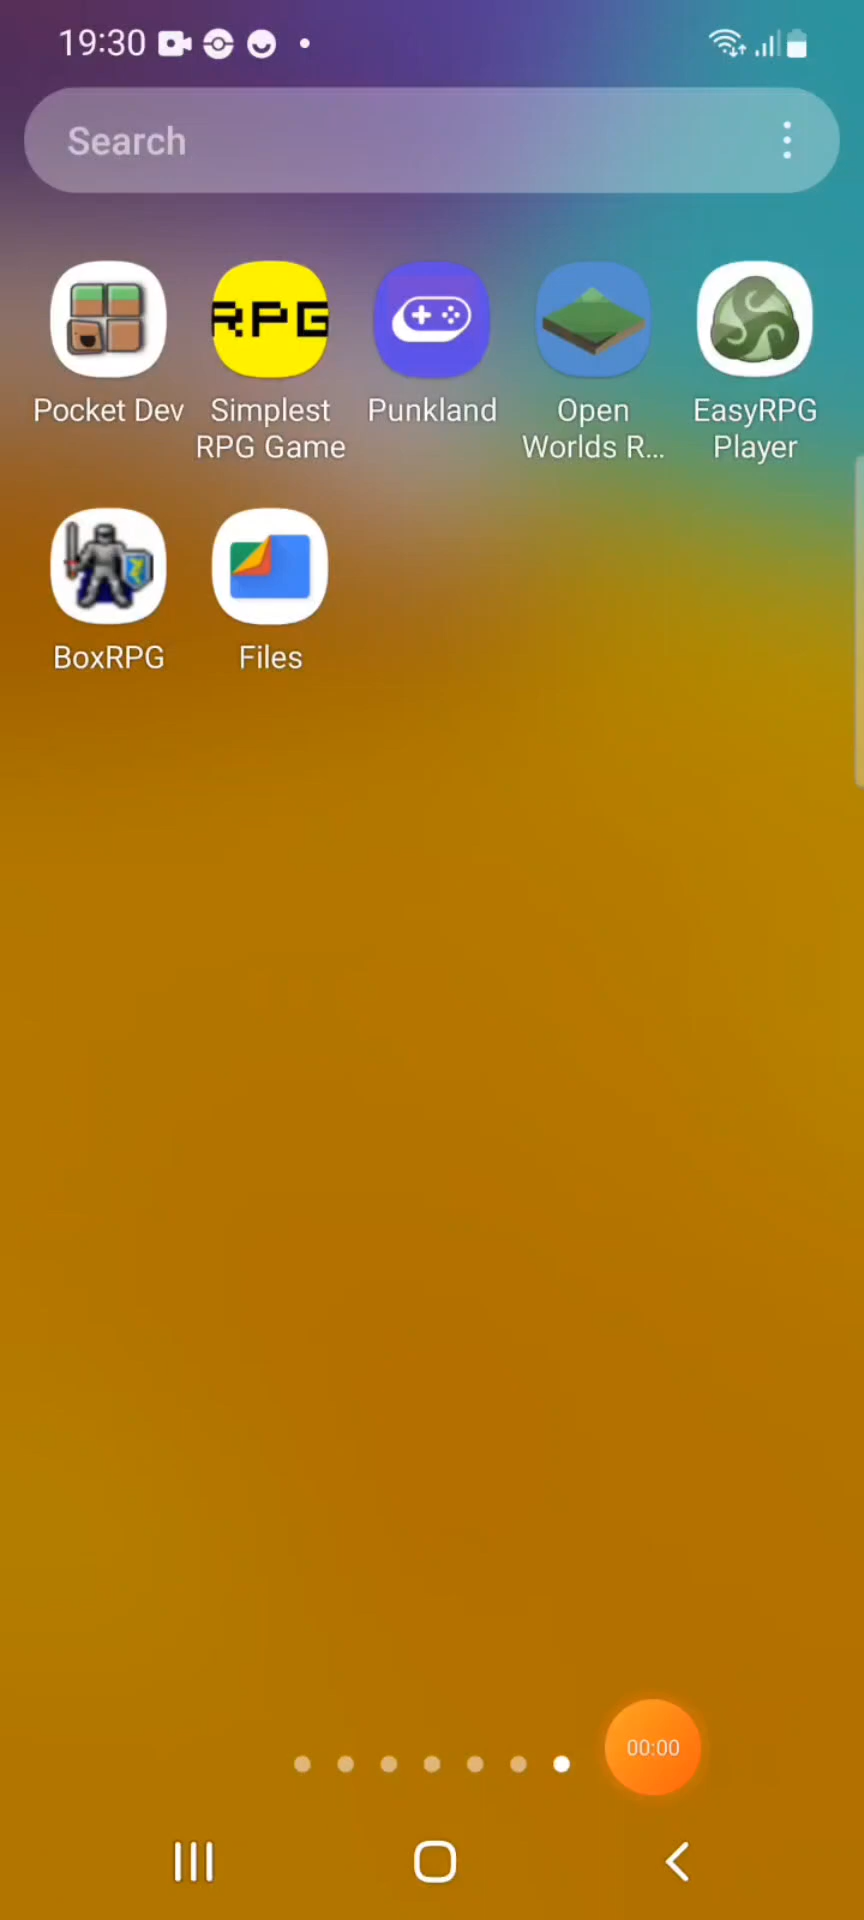 19:30
Search
RPG
Pocket Dev
Simplest
RPG Game
Punkland
Open
Worlds R...
EasyRPG
Player
BoxRPG
Files
00:00